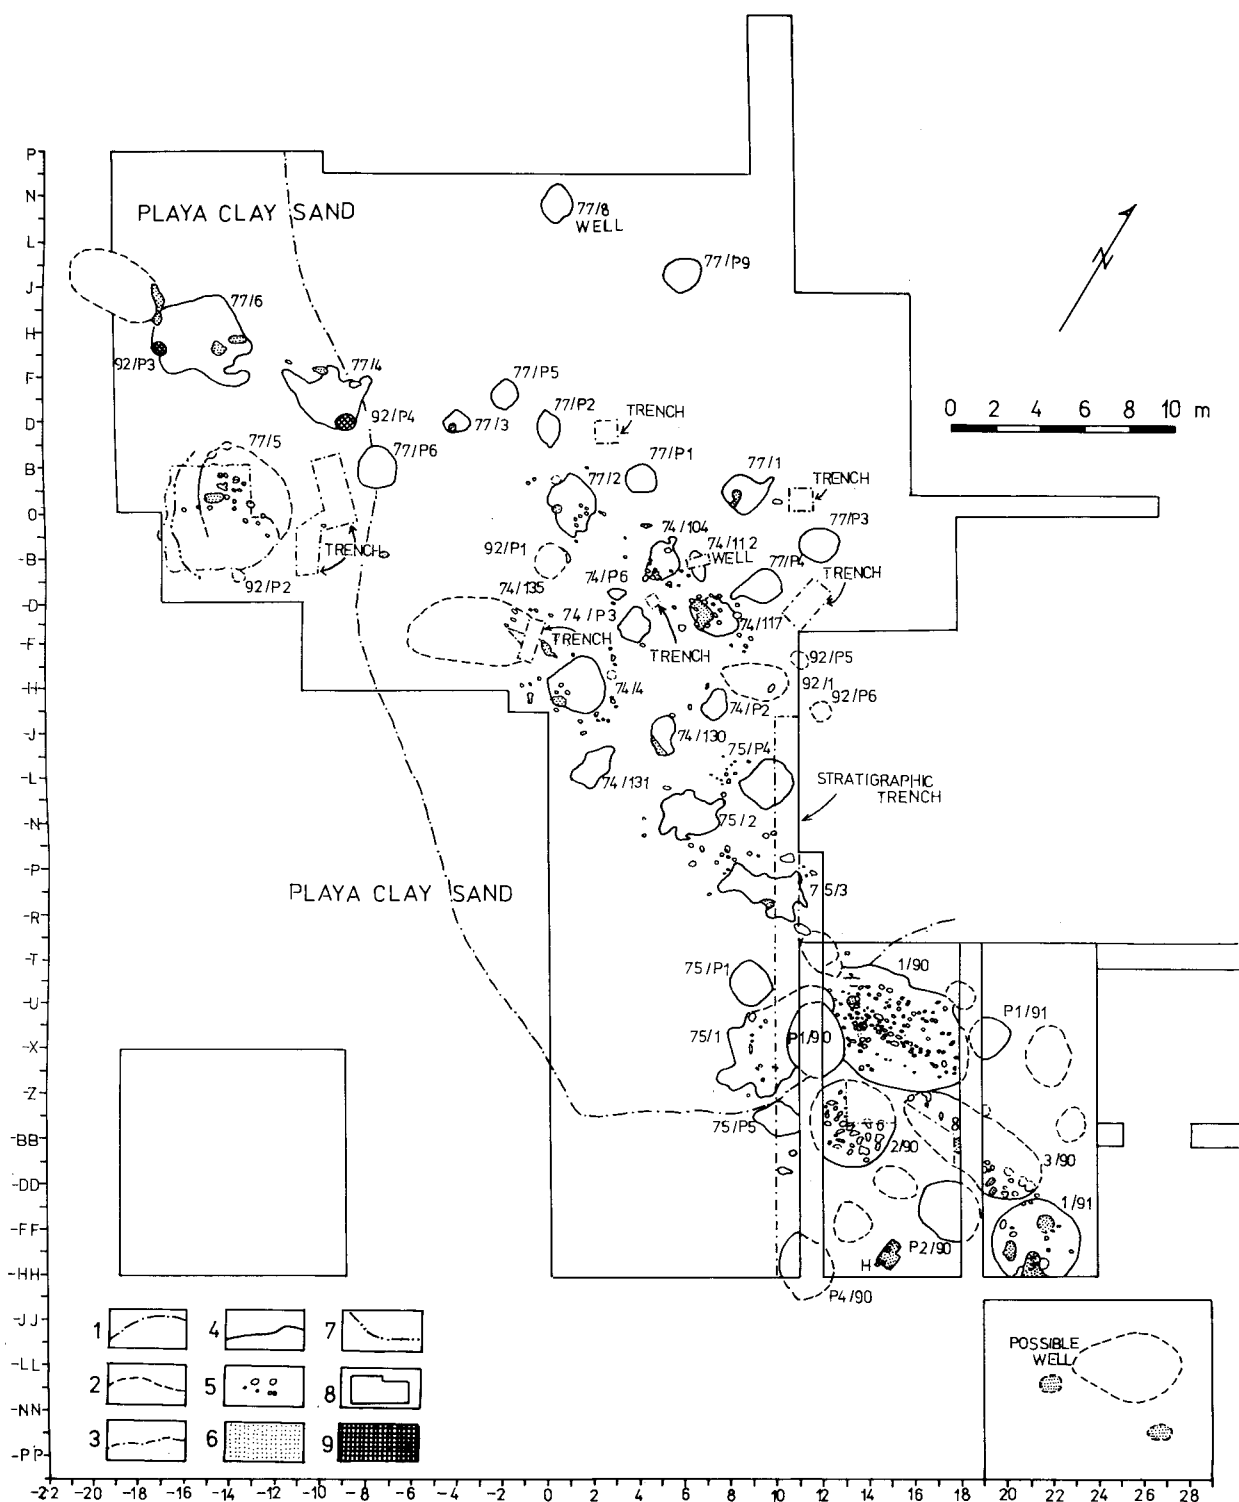 P
N
PLAYA CLAY SAND
77/8
WELL
L
77/P9
N
J
77/6
H
92/P3
77/4
77/P5
F
0 2 4 6 8 10 m
77/P2
TRENCH
D
92/P4
77/3
77/5
77/P6
77/P1
B
77/2
77/1
TRENCH
0
74/104
77/P3
92/P1
74/112
WELL
-B
TRENCH
77/P4
92/P2
74/P6
TRENCH
74/135
-D
74/P3
74/117
TRENCH
-F
TRENCH
92/P5
74/4
92/1
-H
92/P6
74/P2
74/130
-J
75/P4
-L
74/131
STRATIGRAPHIC
TRENCH
75/2
-N
-P
PLAYA CLAY SAND
75/3
-R
-T
75/P1
1/90
-U
P1/91
75/1
P1/90
-X
-Z
75/P5
6
8
-BB
2/90
3/90
-DD
1/91
-FF
P2/90
H
-HH
P4/90
-JJ
1 4 7
POSSIBLE
WELL
-LL
2 5 8
-NN
3 6 9
-PP
-22 -20 -18 -16 -14 -12 -10 -8 -6 -4 -2 0 2 4 6 8 10 12 14 16 18 20 22 24 26 28